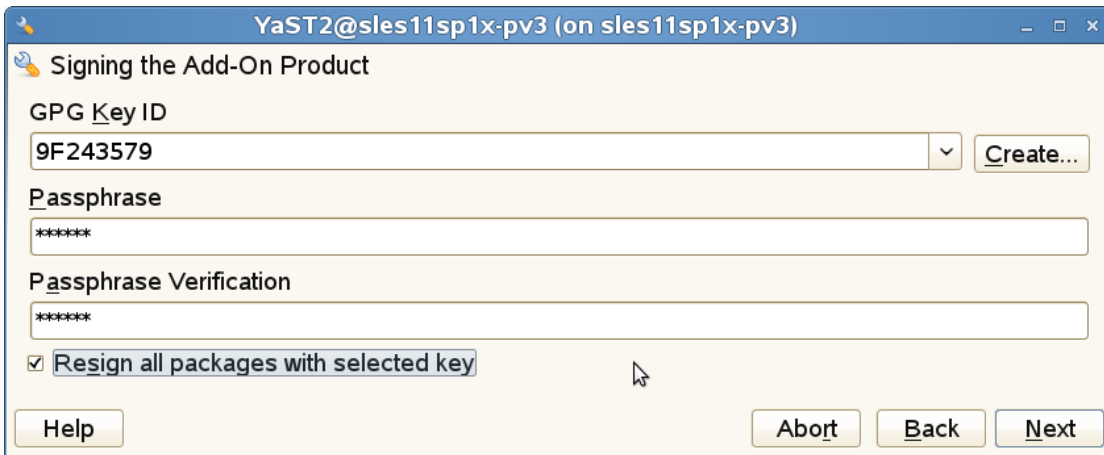 YaST2@sles11sp1x-pv3 (on sles11sp1x-pv3)
Signing the Add-On Product
GPG Key ID
9F243579
Create...
Passphrase
******
Passphrase Verification
******
Resign all packages with selected key
Help
Abort
Back
Next